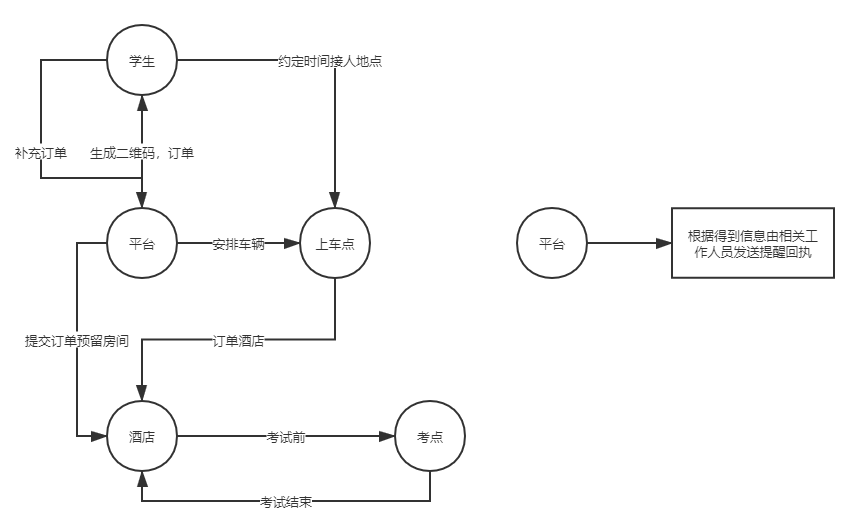 学生
约定时间接人地点
补充订单
生成二维码，订单
平台
安排车辆
上车点
平台
根据得到信息由相关工
作人员发送提醒回执
提交订单预留房间
订单酒店
酒店
考试前
考点
考试结束